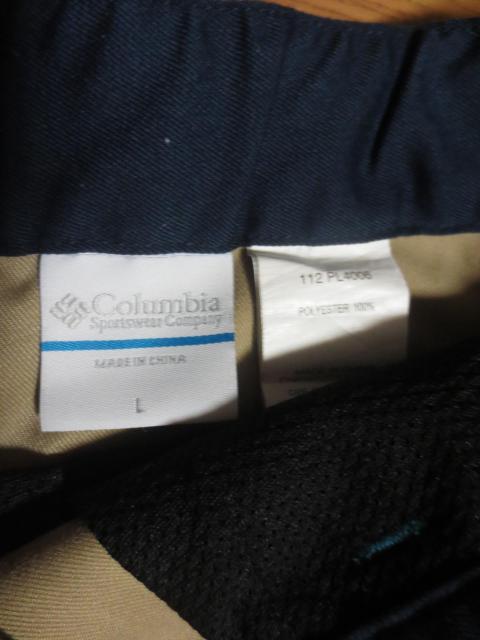 Columbia
Sportswear Company
MADE IN CHINA
L
112 PL4006
POLYESTER 100%